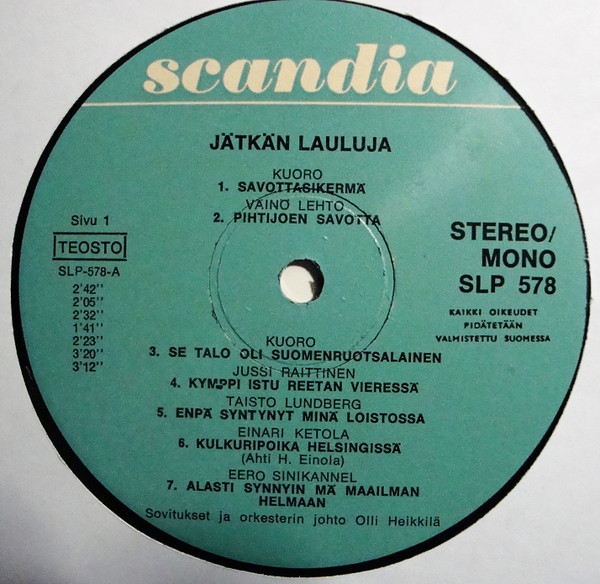 scandia
JÄTKÄN LAULUJA
KUORO
1. SAVOTTASIKERMÄ
VÄINÖ LEHTO
2. PIHTIJOEN SAVOTTA
Sivu 1
TEOSTO
SLP-578-A
2'42''
2'05''
2'32''
1'41''
2'23''
3'20''
3'12''
STEREO/
MONO
SLP 578
KAIKKI OIKEUDET
PIDÄTETÄÄN
VALMISTETTU SUOMESSA
KUORO
3. SE TALO OLI SUOMENRUOTSALAINEN
JUSSI RAITTINEN
4. KYMPPI ISTU REETAN VIERESSÄ
TAISTO LUNDBERG
5. ENPÄ SYNTYNYT MINÄ LOISTOSSA
EINARI KETOLA
6. KULKURIPOIKA HELSINGISSÄ
(Ahti H. Einola)
EERO SINIKANNEL
7. ALASTI SYNNYIN MÄ MAAILMAN
HELMAAN
Sovitukset ja orkesterin johto Olli Heikkilä